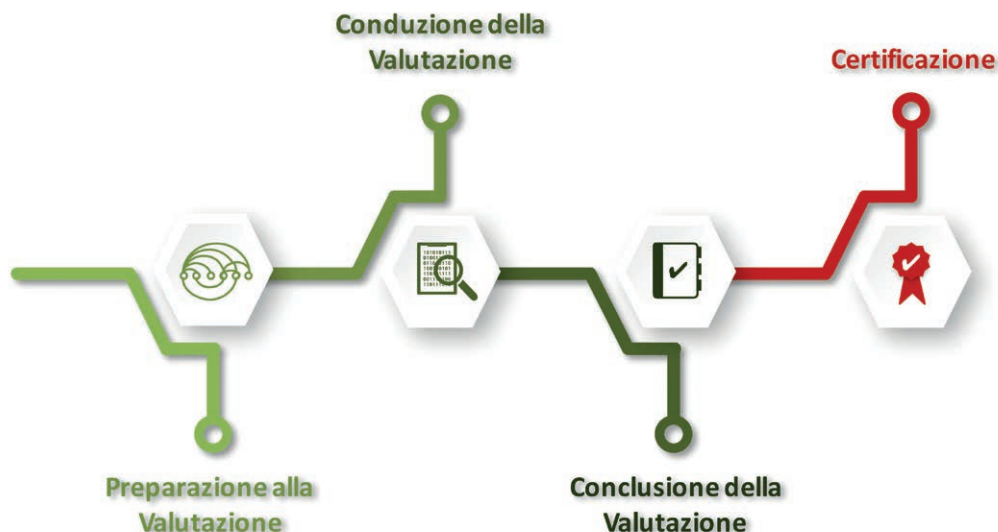 Conduzione della
Valutazione
Certificazione
Preparazione alla
Valutazione
Conclusione della
Valutazione